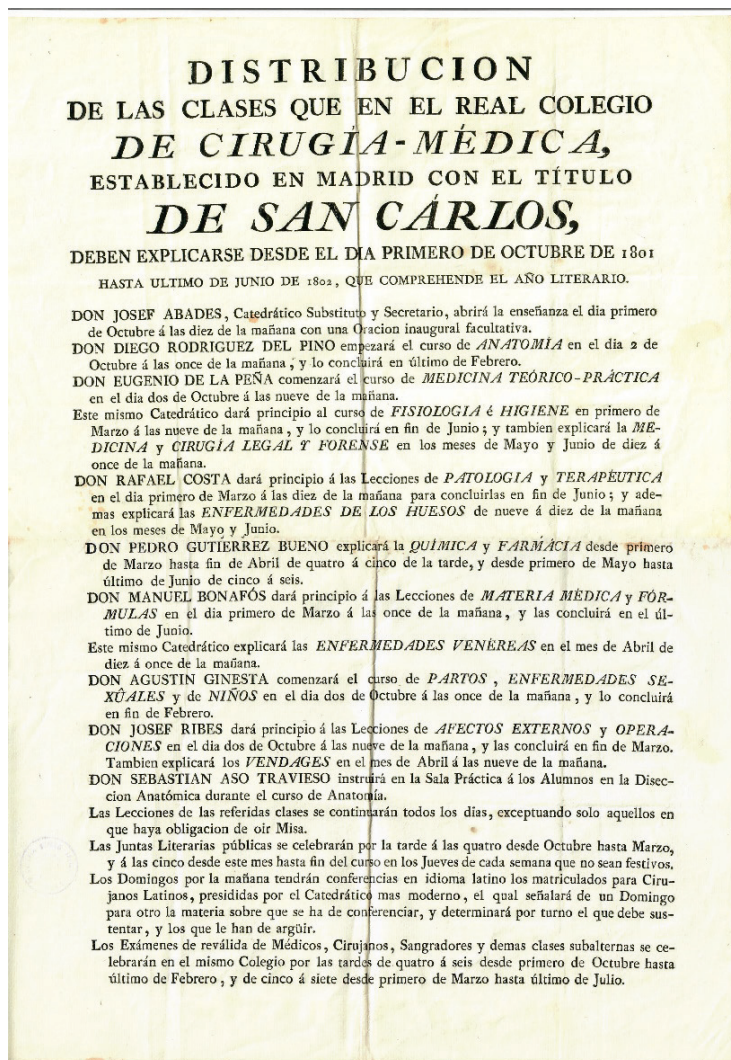 DISTRIBUCION
DE LAS CLASES QUE EN EL REAL COLEGIO
DE CIRUGÍA-MÉDICA,
ESTABLECIDO EN MADRID CON EL TÍTULO
DE SAN CÁRLOS,
DEBEN EXPLICARSE DESDE EL DIA PRIMERO DE OCTUBRE DE 1801
HASTA ULTIMO DE JUNIO DE 1802, QUE COMPREHENDE EL AÑO LITERARIO.
DON JOSEF ABADES, Catedrático Substituto y Secretario, abrirá la enseñanza el dia primero
de Octubre á las diez de la mañana con una Oracion inaugural facultativa.
DON DIEGO RODRIGUEZ DEL PINO empezará el curso de ANATOMÍA en el dia 2 de
Octubre á las once de la mañana, y lo concluirá en último de Febrero.
DON EUGENIO DE LA PEÑA comenzará el curso de MEDICINA TEÓRICO-PRÁCTICA
en el dia dos de Octubre á las nueve de la mañana.
Este mismo Catedrático dará principio al curso de FISIOLOGIA é HIGIENE en primero de
Marzo á las nueve de la mañana, y lo concluirá en fin de Junio; y tambien explicará la ME-
DICINA y CIRUGÍA LEGAL Y FORENSE en los meses de Mayo y Junio de diez á
once de la mañana.
DON RAFAEL COSTA dará principio á las Lecciones de PATOLOGIA y TERAPÈUTICA
en el dia primero de Marzo á las diez de la mañana para concluirlas en fin de Junio; y ade-
mas explicará las ENFERMEDADES DE LOS HUESOS de nueve á diez de la mañana
en los meses de Mayo y Junio.
DON PEDRO GUTÍERREZ BUENO explicará la QUÍMICA y FARMÁCIA desde primero
de Marzo hasta fin de Abril de quatro á cinco de la tarde, y desde primero de Mayo hasta
último de Junio de cinco á seis.
DON MANUEL BONAFÓS dará principio á las Lecciones de MATERIA MÈDICA y FÓR-
MULAS en el dia primero de Marzo á las once de la mañana, y las concluirá en el úl-
timo de Junio.
Este mismo Catedrático explicará las ENFERMEDADES VENÈREAS en el mes de Abril de
diez á once de la mañana.
DON AGUSTIN GINESTA comenzará el curso de PARTOS, ENFERMEDADES SE-
XÛALES y de NIÑOS en el dia dos de Octubre á las once de la mañana, y lo concluirá
en fin de Febrero.
DON JOSEF RIBES dará principio á las Lecciones de AFECTOS EXTERNOS y OPERA-
CIONES en el dia dos de Octubre á las nueve de la mañana, y las concluirá en fin de Marzo.
Tambien explicará los VENDAGES en el mes de Abril á las nueve de la mañana.
DON SEBASTIAN ASO TRAVIESO instruirá en la Sala Práctica á los Alumnos en la Disec-
cion Anatómica durante el curso de Anatomía.
Las Lecciones de las referidas clases se continuarán todos los dias, exceptuando solo aquellos en
que haya obligacion de oir Misa.
Las Juntas Literarias públicas se celebrarán por la tarde á las quatro desde Octubre hasta Marzo,
y á las cinco desde este mes hasta fin del curso en los Jueves de cada semana que no sean festivos.
Los Domingos por la mañana tendrán conferencias en idioma latino los matriculados para Ciru-
janos Latinos, presididas por el Catedrático mas moderno, el qual señalará de un Domingo
para otro la materia sobre que se ha de conferenciar, y determinará por turno el que debe sus-
tentar, y los que le han de argüir.
Los Exámenes de reválida de Médicos, Cirujanos, Sangradores y demas clases subalternas se ce-
lebrarán en el mismo Colegio por las tardes de quatro á seis desde primero de Octubre hasta
último de Febrero, y de cinco á siete desde primero de Marzo hasta último de Julio.